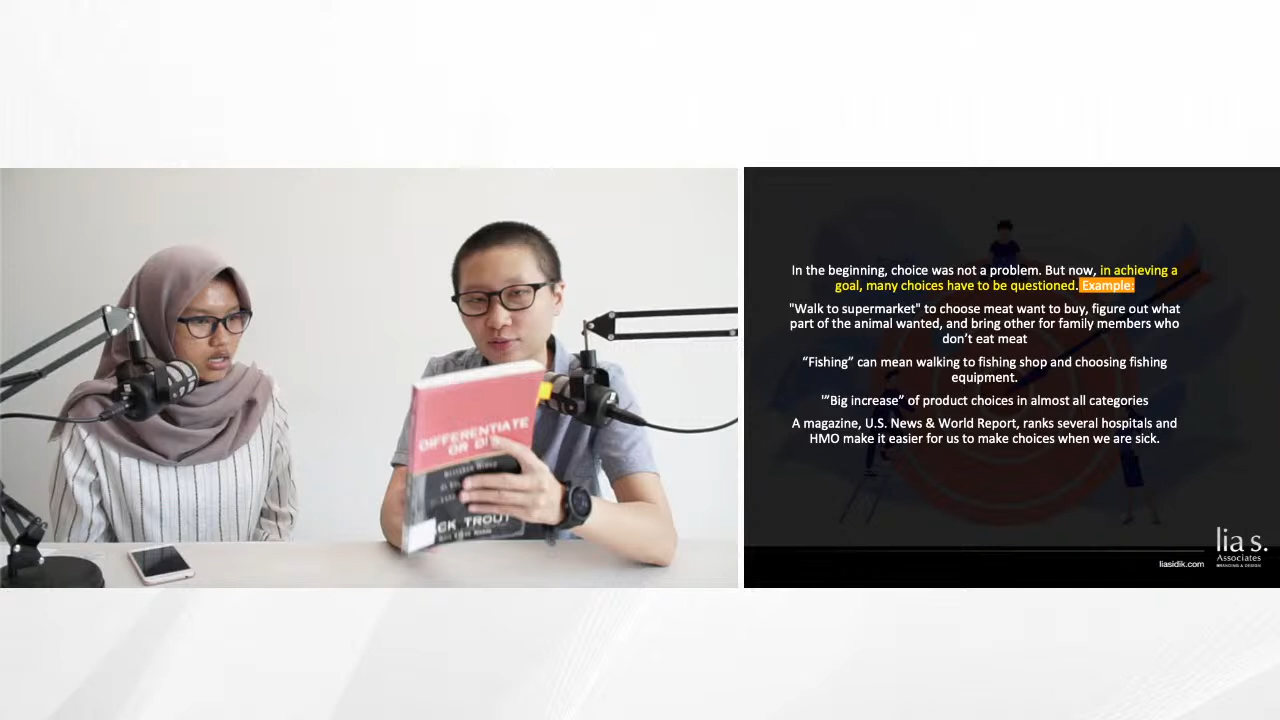 DIFFERENTIATE
OR DI
CK TROUT
In the beginning, choice was not a problem. But now, in achieving a
goal, many choices have to be questioned. Example:
"Walk to supermarket" to choose meat want to buy, figure out what
part of the animal wanted, and bring other for family members who
don’t eat meat
“Fishing” can mean walking to fishing shop and choosing fishing
equipment.
'”Big increase” of product choices in almost all categories
A magazine, U.S. News & World Report, ranks several hospitals and
HMO make it easier for us to make choices when we are sick.
lia s.
Associates
BRANDING & DESIGN
liasidik.com